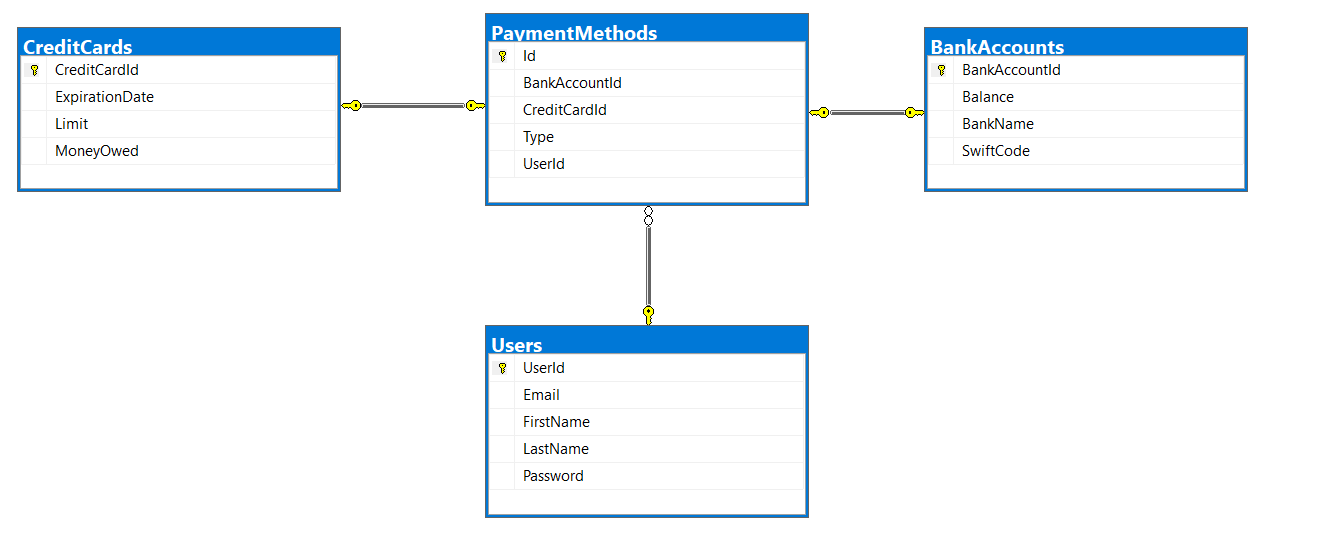 CreditCards
CreditCardId
ExpirationDate
Limit
MoneyOwed
PaymentMethods
Id
BankAccountId
CreditCardId
Type
UserId
BankAccounts
BankAccountId
Balance
BankName
SwiftCode
Users
UserId
Email
FirstName
LastName
Password